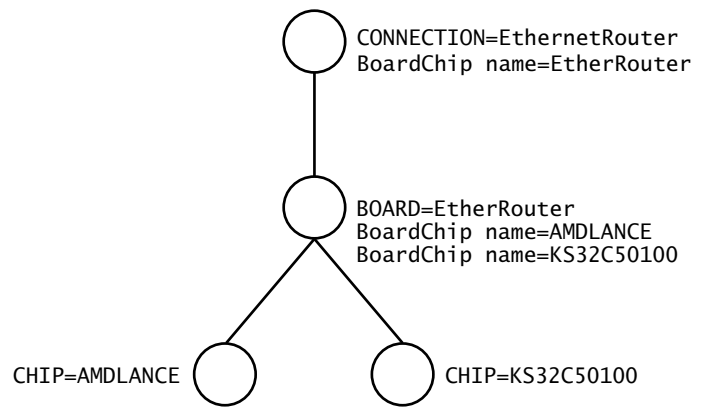 CONNECTION=EthernetRouter
BoardChip name=EtherRouter
BOARD=EtherRouter
BoardChip name=AMDLANCE
BoardChip name=KS32C50100
CHIP=AMDLANCE
CHIP=KS32C50100